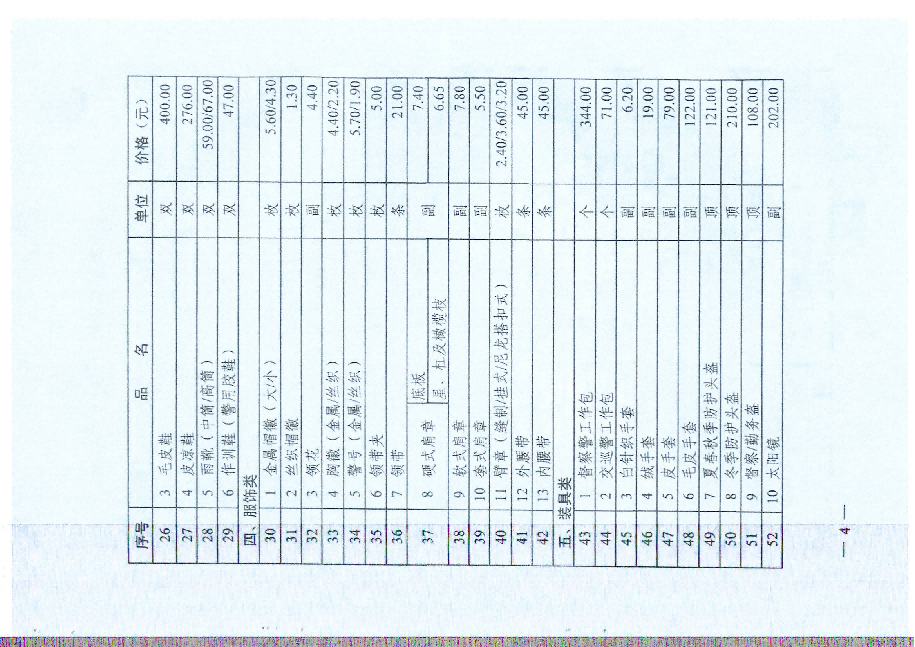 序号 品 名 单位 价格（元）
26 3 毛皮鞋 双 400.00
27 4 皮凉鞋 双 276.00
28 5 雨靴（中筒/高筒） 双 59.00/67.00
29 6 作训鞋（警用胶鞋） 双 47.00
四、服饰类
30 1 金属帽徽（大/小） 枚 5.60/4.30
31 2 丝织帽徽 枚 1.30
32 3 领花 副 4.40
33 4 胸徽（金属/丝织） 枚 4.40/2.20
34 5 警号（金属/丝织） 枚 5.70/1.90
35 6 领带夹 枚 5.00
36 7 领带 条 21.00
37 8 硬式肩章 底板 副 7.40
星、杠及橄榄枝 6.65
38 9 软式肩章 副 7.80
39 10 套式肩章 副 5.50
40 11 臂章（缝制/挂式/尼龙搭扣式） 枚 2.40/3.60/3.20
41 12 外腰带 条 45.00
42 13 内腰带 条 45.00
五、装具类
43 1 督察警工作包 个 344.00
44 2 交巡警工作包 个 71.00
45 3 白针织手套 副 6.20
46 4 绒手套 副 19.00
47 5 皮手套 副 79.00
48 6 毛皮手套 副 122.00
49 7 夏春秋季防护头盔 顶 121.00
50 8 冬季防护头盔 顶 210.00
51 9 督察/勤务盔 顶 108.00
52 10 太阳镜 副 202.00
— 4 —